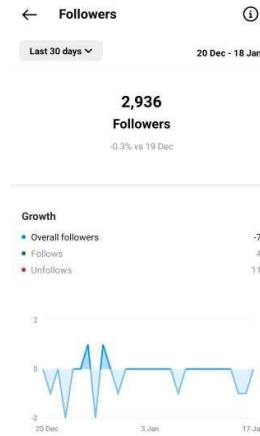 Followers
Last 30 days
20 Dec - 18 Jan
2,936
Followers
-0.3% vs 19 Dec
Growth
Overall followers -7
Follows 4
Unfollows 11
2
0
-2
20 Dec 3 Jan 17 Ja